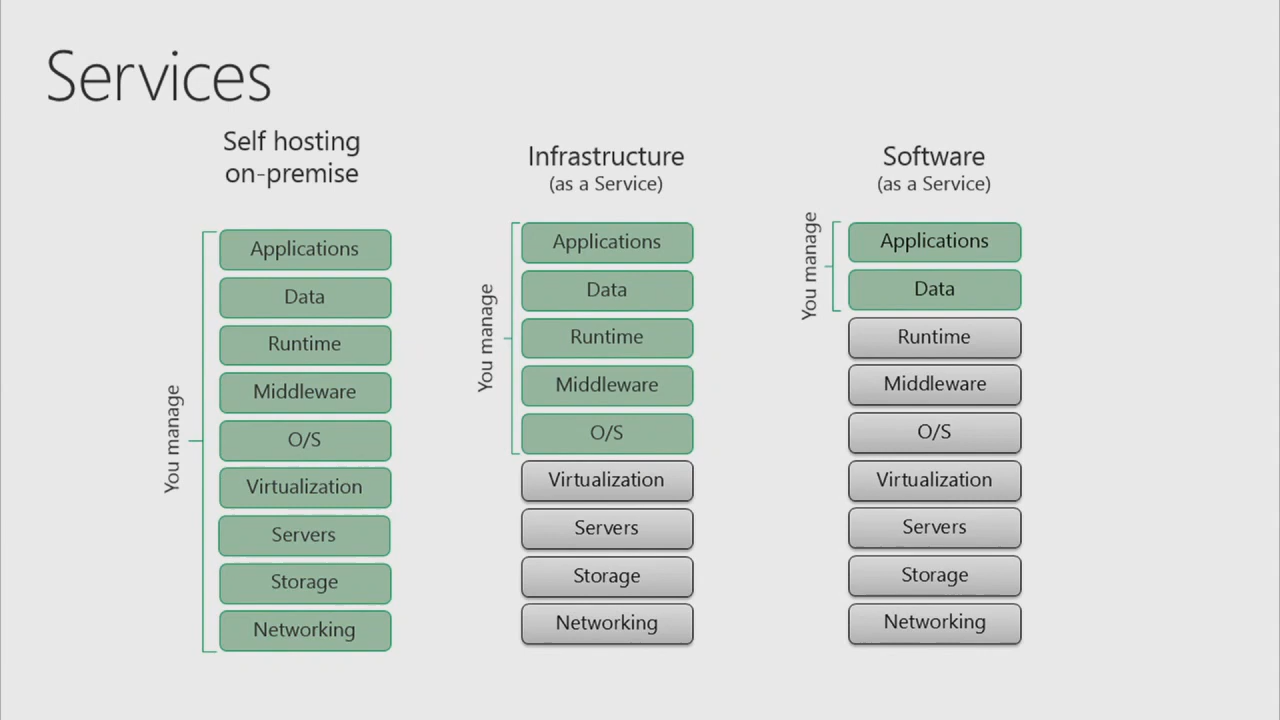 Services
Self hosting
on-premise
You manage
Applications
Data
Runtime
Middleware
O/S
Virtualization
Servers
Storage
Networking
Infrastructure
(as a Service)
You manage
Applications
Data
Runtime
Middleware
O/S
Virtualization
Servers
Storage
Networking
Software
(as a Service)
You manage
Applications
Data
Runtime
Middleware
O/S
Virtualization
Servers
Storage
Networking